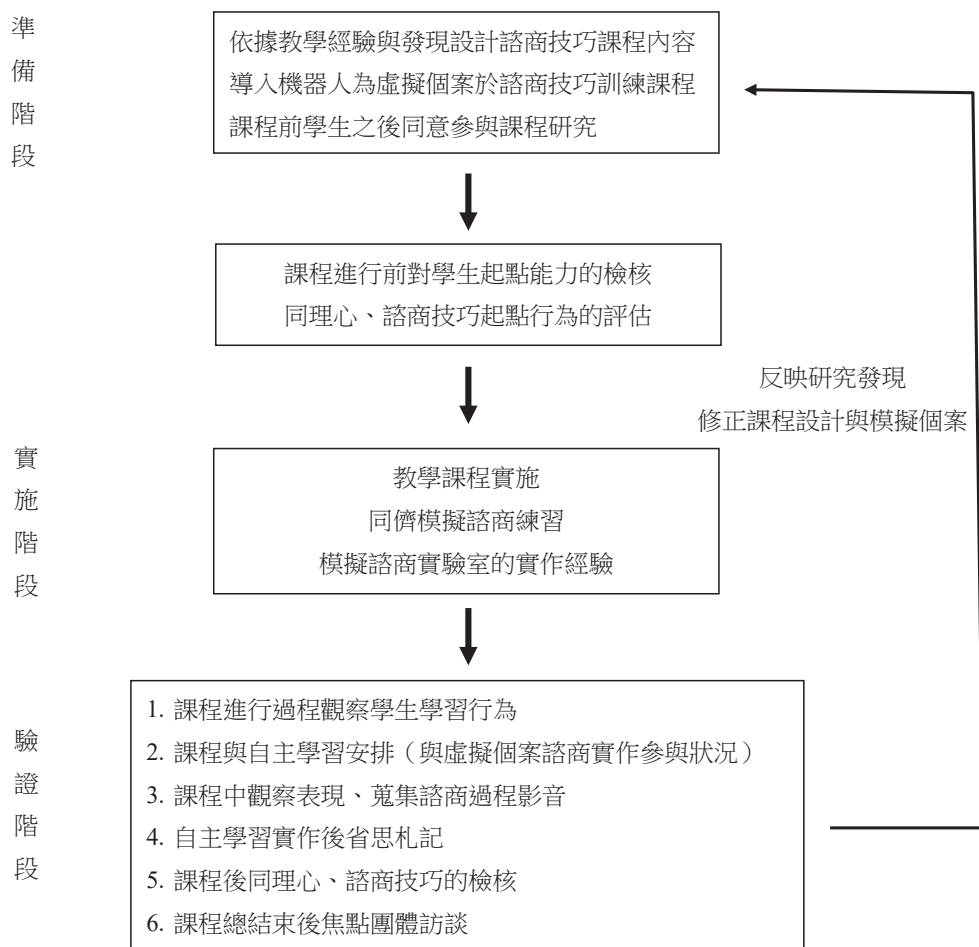 準備階段
依據教學經驗與發現設計諮商技巧課程內容
導入機器人為虛擬個案於諮商技巧訓練課程
課程前學生之後同意參與課程研究
課程進行前對學生起點能力的檢核
同理心、諮商技巧起點行為的評估
反映研究發現
修正課程設計與模擬個案
實施階段
教學課程實施
同儕模擬諮商練習
模擬諮商實驗室的實作經驗
驗證階段
1. 課程進行過程觀察學生學習行為
2. 課程與自主學習安排（與虛擬個案諮商實作參與狀況）
3. 課程中觀察表現、蒐集諮商過程影音
4. 自主學習實作後省思札記
5. 課程後同理心、諮商技巧的檢核
6. 課程總結束後焦點團體訪談